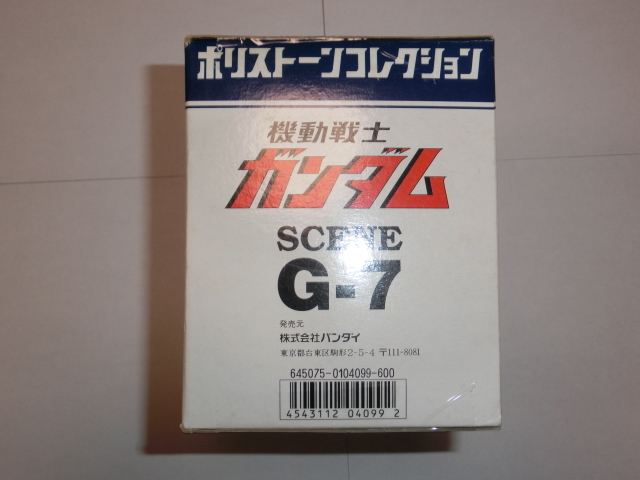 ポリストーンコレクション
機動戦士
ガンダム
SCENE
G-7
発売元
株式会社バンダイ
東京都台東区駒形2-5-4 〒111-8081
645075-0104099-600
4543112 04099 2